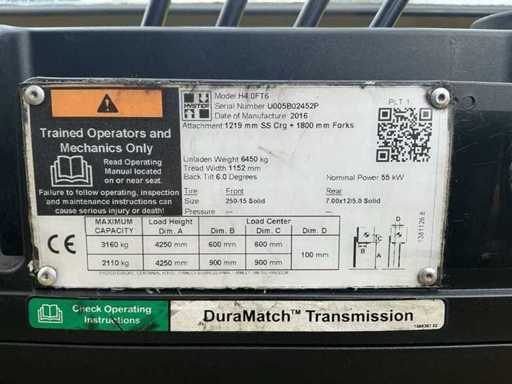 Trained Operators and
Mechanics Only
Read Operating
Manual located
on or near seat.
Failure to follow operating, inspection
and maintenance instructions can
cause serious injury or death!
HYSTER
Model H4.0FT6
Serial Number U005B02452P
Date of Manufacture 2016
Attachment 1219 mm SS Crg + 1800 mm Forks
PLT 1
Unladen Weight 6450 kg
Tread Width 1152 mm
Back Tilt 6.0 Degrees
Nominal Power 55 kW
Tire Front Rear
Size 250-15 Solid 7.00x12/5.0 Solid
Pressure --- ---
MAXIMUM CAPACITY Load Height Dim. A Load Center Dim. B Dim. C Dim. D
3160 kg 4250 mm 600 mm 600 mm 100 mm
2110 kg 4250 mm 900 mm 900 mm
CE
D
B
C
A
Check Operating
Instructions
DuraMatch™ Transmission